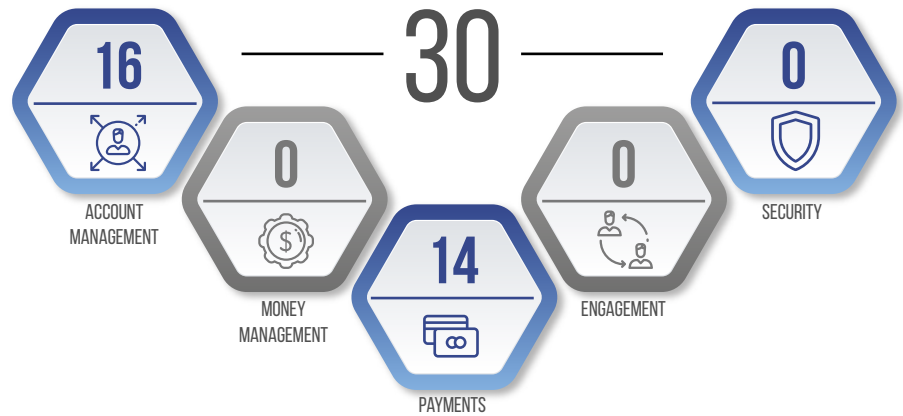 30
16
ACCOUNT
MANAGEMENT
0
$
MONEY
MANAGEMENT
14
PAYMENTS
0
ENGAGEMENT
0
SECURITY